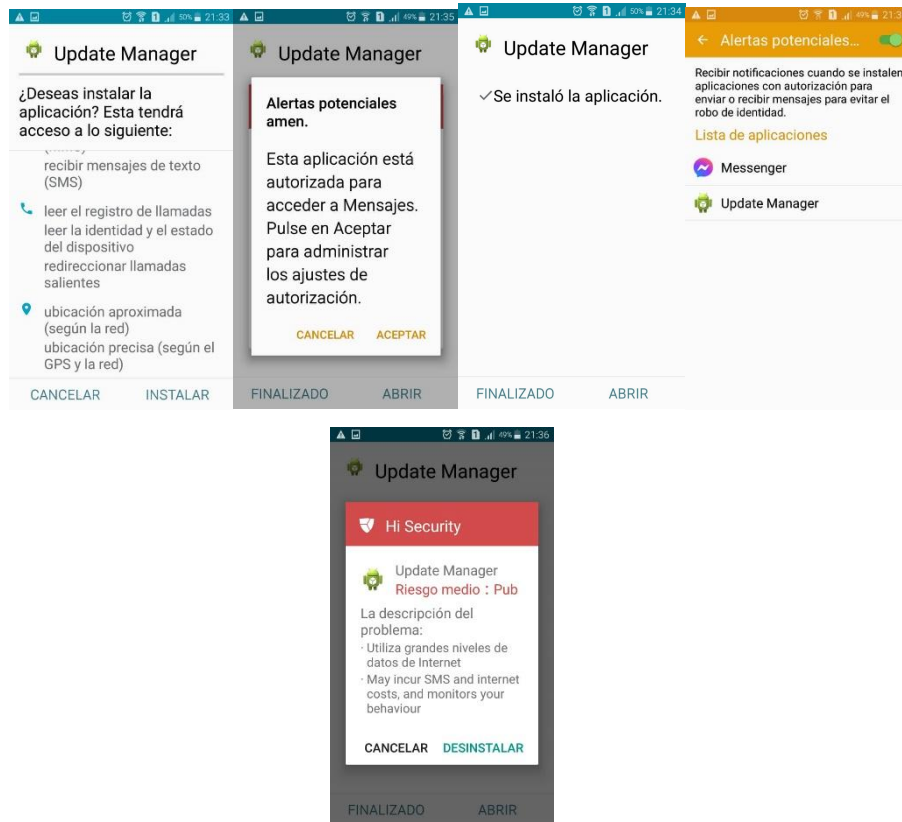 50% 21:33
Update Manager
¿Deseas instalar la
aplicación? Esta tendrá
acceso a lo siguiente:
recibir mensajes de texto
(SMS)
leer el registro de llamadas
leer la identidad y el estado
del dispositivo
redireccionar llamadas
salientes
ubicación aproximada
(según la red)
ubicación precisa (según el
GPS y la red)
CANCELAR INSTALAR
49% 21:35
Update Manager
Alertas potenciales
amen.
Esta aplicación está
autorizada para
acceder a Mensajes.
Pulse en Aceptar
para administrar
los ajustes de
autorización.
CANCELAR ACEPTAR
FINALIZADO ABRIR
50% 21:34
Update Manager
Se instaló la aplicación.
FINALIZADO ABRIR
49%
Alertas potenciales...
Recibir notificaciones cuando se instalen
aplicaciones con autorización para
enviar o recibir mensajes para evitar el
robo de identidad.
Lista de aplicaciones
Messenger
Update Manager
49% 21:36
Update Manager
Hi Security
Update Manager
Riesgo medio : Pub
La descripción del
problema:
· Utiliza grandes niveles de
datos de Internet
· May incur SMS and internet
costs, and monitors your
behaviour
CANCELAR DESINSTALAR
FINALIZADO ABRIR